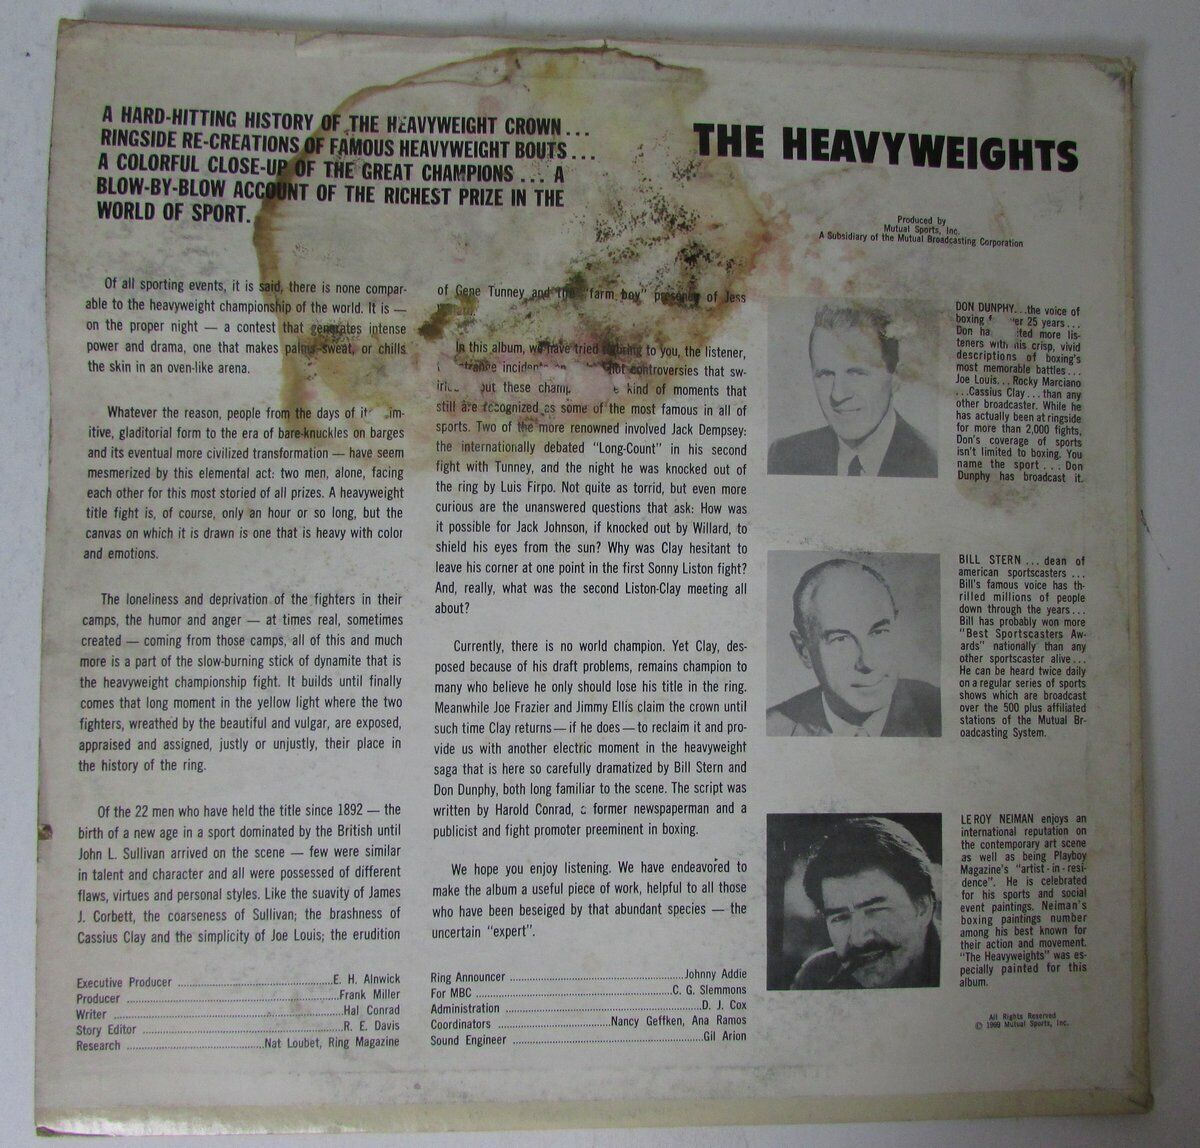 A HARD-HITTING HISTORY OF THE HEAVYWEIGHT CROWN...
RINGSIDE RE-CREATIONS OF FAMOUS HEAVYWEIGHT BOUTS...
A COLORFUL CLOSE-UP OF THE GREAT CHAMPIONS... A
BLOW-BY-BLOW ACCOUNT OF THE RICHEST PRIZE IN THE
WORLD OF SPORT.
THE HEAVYWEIGHTS
Produced by
Mutual Sports, Inc.
A Subsidiary of the Mutual Broadcasting Corporation
Of all sporting events, it is said, there is none compar-
able to the heavyweight championship of the world. It is —
on the proper night — a contest that generates intense
power and drama, one that makes palms sweat, or chills
the skin in an oven-like arena.
Whatever the reason, people from the days of its im-
itive, gladitorial form to the era of bare-knuckles on barges
and its eventual more civilized transformation — have seem
mesmerized by this elemental act: two men, alone, facing
each other for this most storied of all prizes. A heavyweight
title fight is, of course, only an hour or so long, but the
canvas on which it is drawn is one that is heavy with color
and emotions.
The loneliness and deprivation of the fighters in their
camps, the humor and anger — at times real, sometimes
created — coming from those camps, all of this and much
more is a part of the slow-burning stick of dynamite that is
the heavyweight championship fight. It builds until finally
comes that long moment in the yellow light where the two
fighters, wreathed by the beautiful and vulgar, are exposed,
appraised and assigned, justly or unjustly, their place in
the history of the ring.
Of the 22 men who have held the title since 1892 — the
birth of a new age in a sport dominated by the British until
John L. Sullivan arrived on the scene — few were similar
in talent and character and all were possessed of different
flaws, virtues and personal styles. Like the suavity of James
J. Corbett, the coarseness of Sullivan; the brashness of
Cassius Clay and the simplicity of Joe Louis; the erudition
of Gene Tunney and the "farm boy" presence of Jess
In this album, we have tried to bring to you, the listener,
strange incidents hot controversies that sw-
out these kind of moments that
still are recognized as some of the most famous in all of
sports. Two of the more renowned involved Jack Dempsey:
the internationally debated "Long-Count" in his second
fight with Tunney, and the night he was knocked out of
the ring by Luis Firpo. Not quite as torrid, but even more
curious are the unanswered questions that ask: How was
it possible for Jack Johnson, if knocked out by Willard, to
shield his eyes from the sun? Why was Clay hesitant to
leave his corner at one point in the first Sonny Liston fight?
And, really, what was the second Liston-Clay meeting all
about?
Currently, there is no world champion. Yet Clay, des-
posed because of his draft problems, remains champion to
many who believe he only should lose his title in the ring.
Meanwhile Joe Frazier and Jimmy Ellis claim the crown until
such time Clay returns — if he does — to reclaim it and pro-
vide us with another electric moment in the heavyweight
saga that is here so carefully dramatized by Bill Stern and
Don Dunphy, both long familiar to the scene. The script was
written by Harold Conrad, a former newspaperman and a
publicist and fight promoter preeminent in boxing.
We hope you enjoy listening. We have endeavored to
make the album a useful piece of work, helpful to all those
who have been beseiged by that abundant species — the
uncertain "expert".
DON DUNPHY...the voice of
boxing over 25 years...
Don more lis-
teners with his crisp, vivid
descriptions of boxing's
most memorable battles...
Joe Louis...Rocky Marciano
...Cassius Clay...than any
other broadcaster. While he
has actually been at ringside
for more than 2,000 fights,
Don's coverage of sports
isn't limited to boxing. You
name the sport... Don
Dunphy has broadcast it.
BILL STERN...dean of
american sportscasters...
Bill's famous voice has th-
rilled millions of people
down through the years...
Bill has probably won more
"Best Sportscasters Aw-
ards" nationally than any
other sportscaster alive...
He can be heard twice daily
on a regular series of sports
shows which are broadcast
over the 500 plus affiliated
stations of the Mutual Br-
oadcasting System.
LEROY NEIMAN enjoys an
international reputation on
the contemporary art scene
as well as being Playboy
Magazine's "artist-in-resi-
dence". He is celebrated
for his sports and social
event paintings. Neiman's
boxing paintings number
among his best known for
their action and movement.
"The Heavyweights" was es-
pecially painted for this
album.
Executive Producer ..... E. H. Alnwick
Producer ..... Frank Miller
Writer ..... Hal Conrad
Story Editor ..... R. E. Davis
Research ..... Nat Loubet, Ring Magazine
Ring Announcer ..... Johnny Addie
For MBC ..... C. G. Slemmons
Administration ..... D. J. Cox
Coordinators ..... Nancy Geffken, Ana Ramos
Sound Engineer ..... Gil Arion
All Rights Reserved
© 1969 Mutual Sports, Inc.